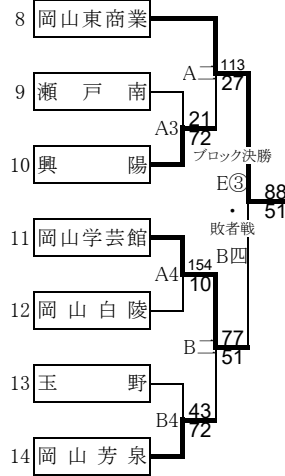 8 岡山東商業
A二 113
27
9 瀬戸南
A3 21
72
ブロック決勝
10 興陽
E③ 88
51
・
敗者戦
11 岡山学芸館
B四
A4 154
10
12 岡山白陵
B二 77
51
13 玉野
B4 43
72
14 岡山芳泉